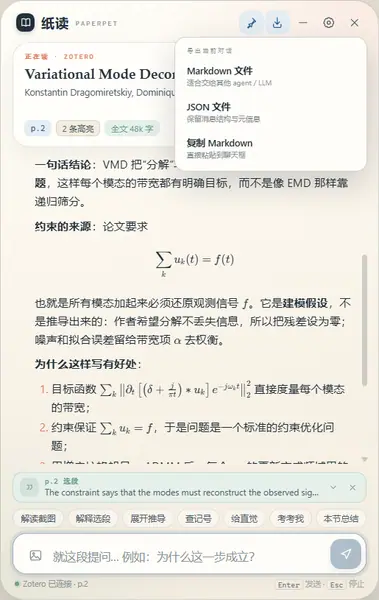 纸读 PAPERPET
正在读 · ZOTERO
Variational Mode Decor
Konstantin Dragomiretskiy, Dominiqu
p.2 2 条高亮 全文 48k 字
导出当前对话
Markdown 文件
适合交给其他 agent / LLM
JSON 文件
保留消息结构与元信息
复制 Markdown
直接粘贴到聊天框
一句话结论：VMD 把“分解”
题，这样每个模态的带宽都有明确目标，而不是像 EMD 那样靠
递归筛分。
约束的来源：论文要求
∑_k u_k(t) = f(t)
也就是所有模态加起来必须还原观测信号 f。它是建模假设，不
是推导出来的：作者希望分解不丢失信息，所以把残差设为零；
噪声和拟合误差留给带宽项 α 去权衡。
为什么这样写有好处：
1. 目标函数 ∑_k ||∂_t [(δ + j/πt) * u_k] e^{-jω_k t}||_2^2 直接度量每个模态
的带宽；
2. 约束保证 ∑_k u_k = f，于是问题是一个标准的约束优化问
题；
p.2 选段
The constraint says that the modes must reconstruct the observed sig...
解释截图 解释选段 展开推导 查记号 给直觉 考考我 本节总结
就这段提问... 例如：为什么这一步成立？
Zotero 已连接 · p.2 Enter 发送 · Esc 停止